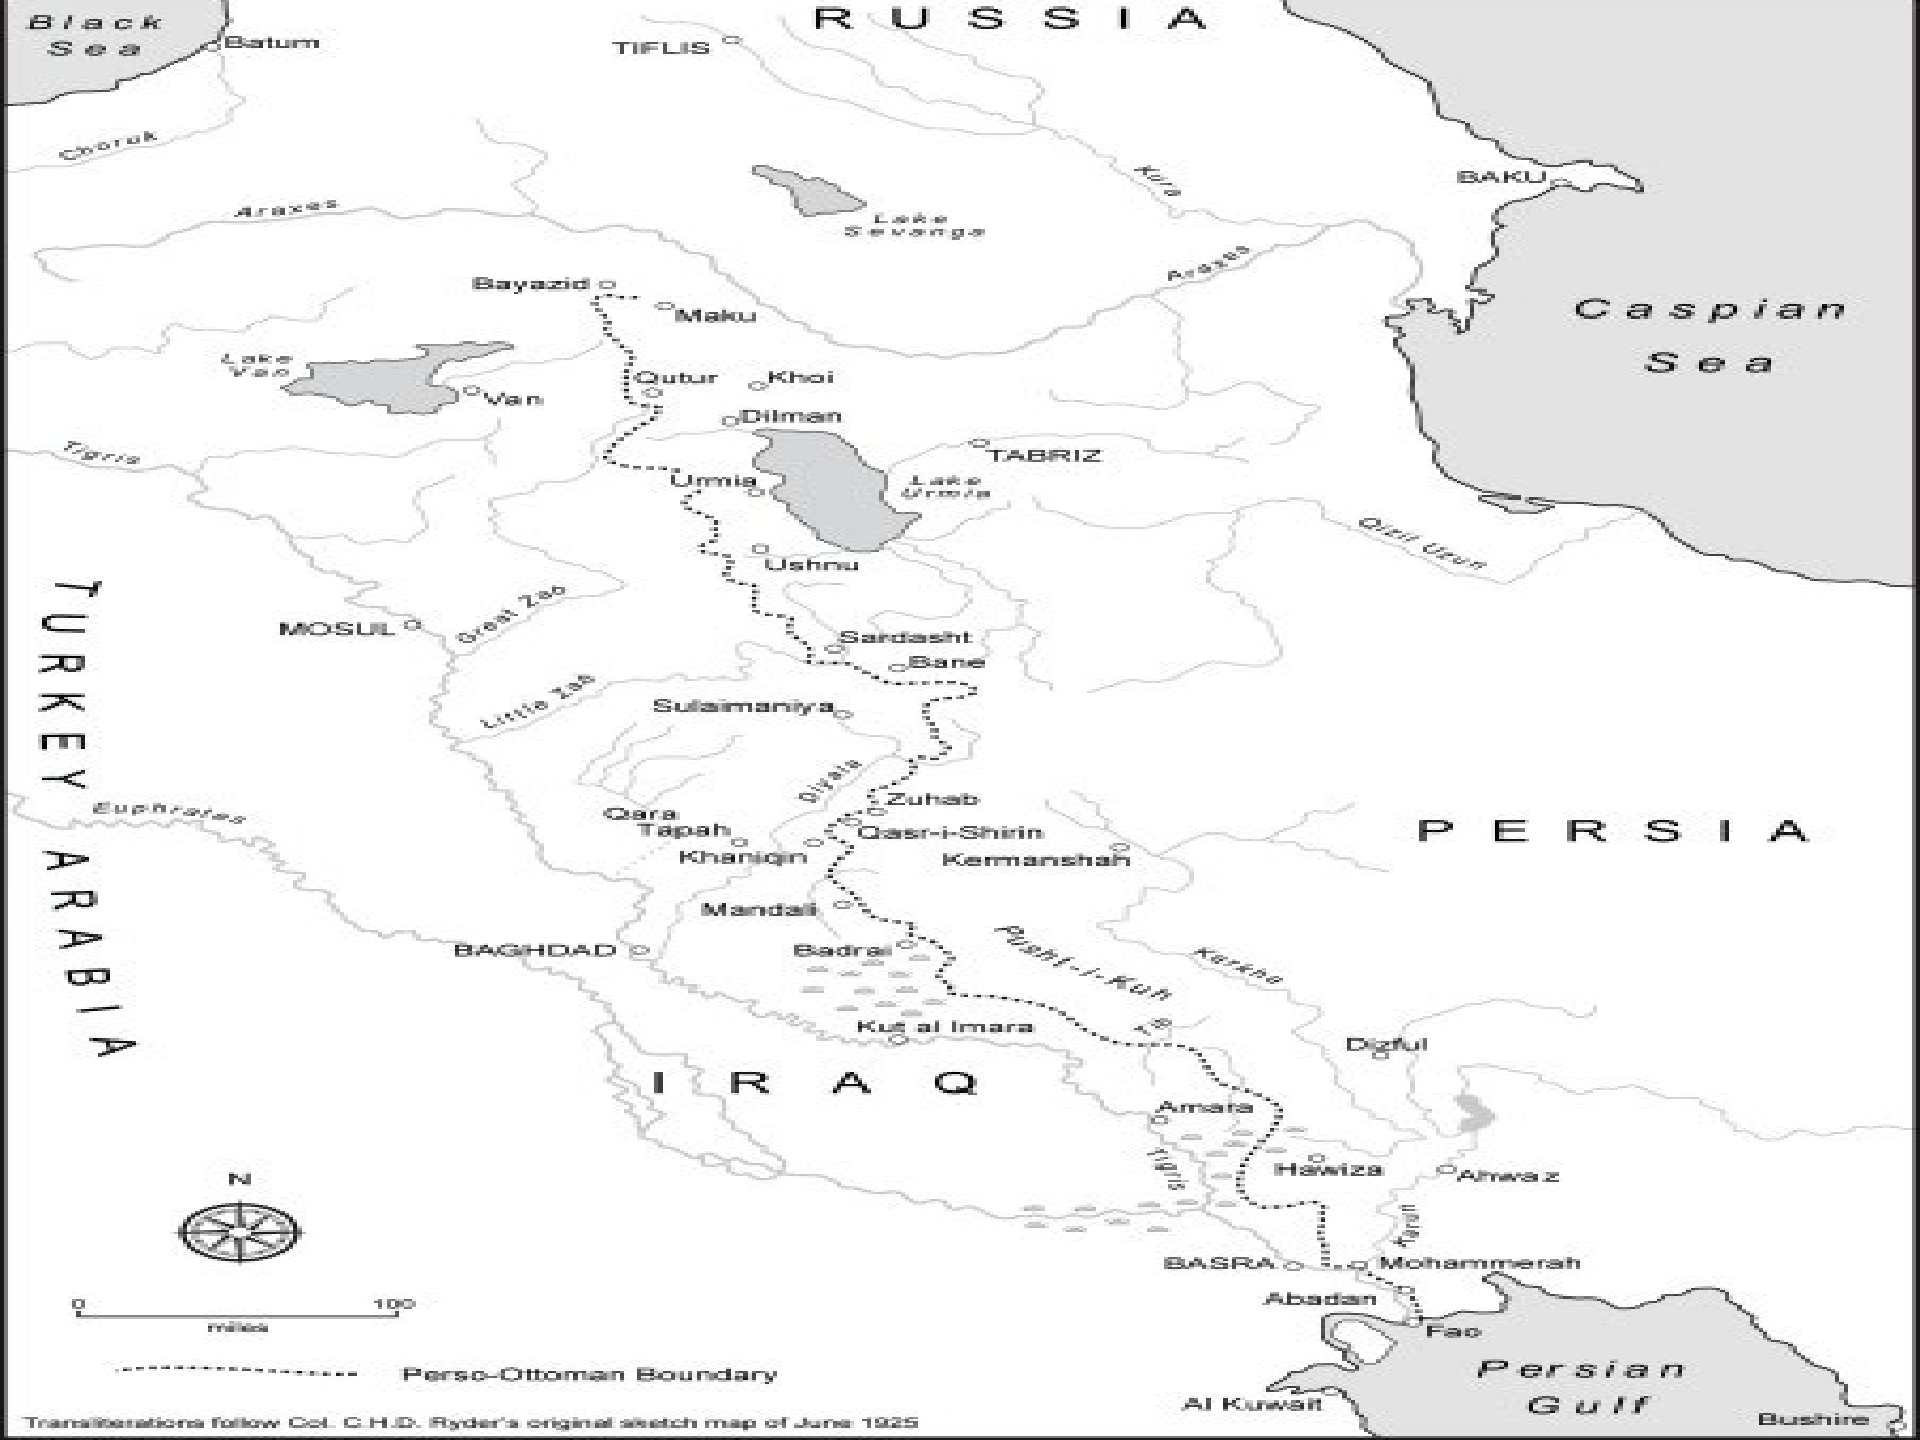 Black
Sea
Batum
TIFLIS
RUSSIA
Choruk
Kura
BAKU
Araxes
Lake
Sevanga
Araxes
Bayazid
Maku
Caspian
Sea
Lake
Van
Van
Qutur
Khoi
Dilman
Tigris
TABRIZ
Urmia
Lake
Urmia
Qizil Uzun
Ushnu
TURKEY ARABIA
MOSUL
Great Zab
Sardasht
Bane
Little Zab
Sulaimaniya
Diyala
Zuhab
Euphrates
Qara
Tapah
Qasr-i-Shirin
PERSIA
Khaniqin
Kermanshah
Mandali
BAGHDAD
Badrai
Pusht-i-Kuh
Karkha
Kut al Imara
Dizful
IRAQ
Amara
Tigris
Hawiza
Ahwaz
N
Karun
BASRA
Mohammerah
Abadan
0 100
miles
Fao
Perso-Ottoman Boundary
Persian
Gulf
Al Kuwait
Bushire
Transliterations follow Col. C.H.D. Ryder's original sketch map of June 1925